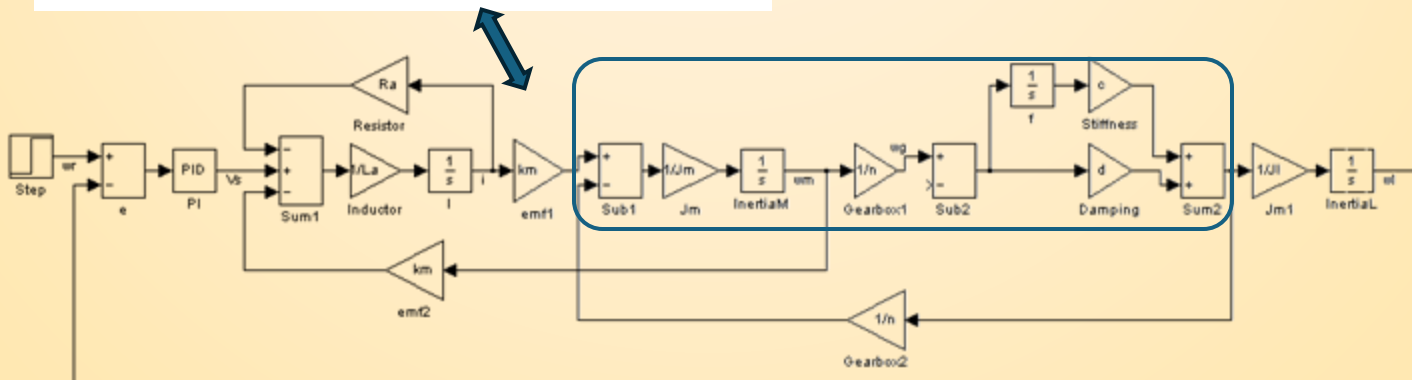 Ra
Resistor
1
s
f
c
Stiffness
Step
wr
+
−
e
PID
PI
Vs
−
+
−
Sum1
1/La
Inductor
1
s
I
i
km
emf1
+
−
Sub1
1/Jm
Jm
1
s
InertiaM
wm
1/n
Gearbox1
wg
+
−
Sub2
d
Damping
+
+
Sum2
1/Jl
Jm1
1
s
InertiaL
wl
km
emf2
1/n
Gearbox2